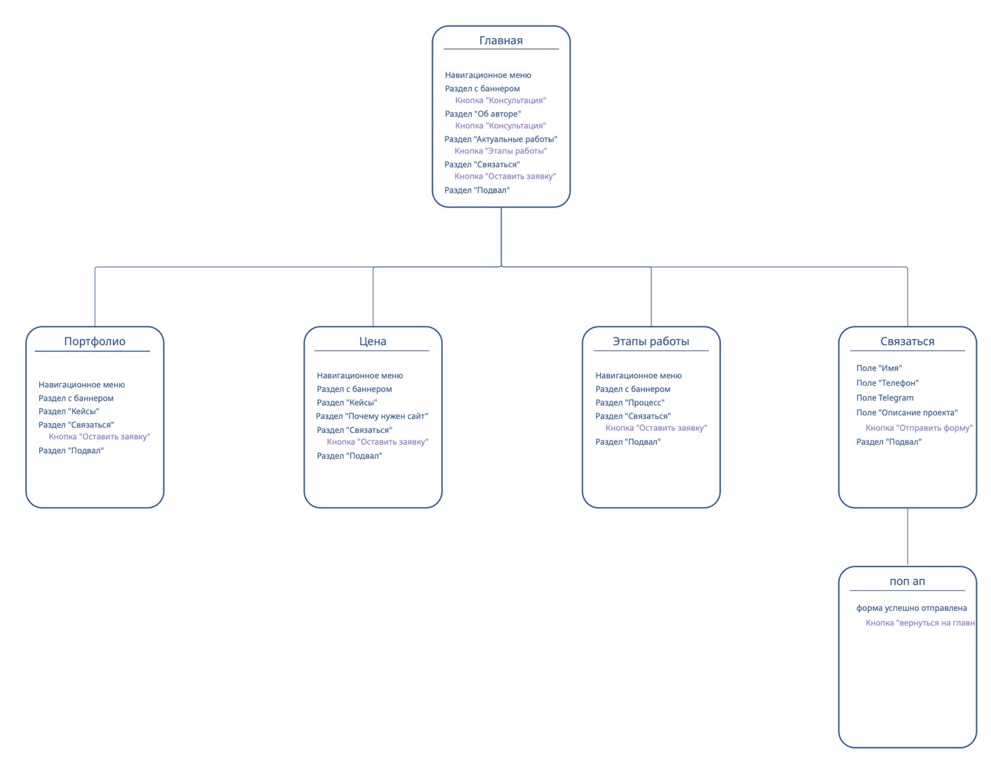 Главная
Навигационное меню
Раздел с баннером
Кнопка "Консультация"
Раздел "Об авторе"
Кнопка "Консультация"
Раздел "Актуальные работы"
Кнопка "Этапы работы"
Раздел "Связаться"
Кнопка "Оставить заявку"
Раздел "Подвал"
Портфолио
Навигационное меню
Раздел с баннером
Раздел "Кейсы"
Раздел "Связаться"
Кнопка "Оставить заявку"
Раздел "Подвал"
Цена
Навигационное меню
Раздел с баннером
Раздел "Кейсы"
Раздел "Почему нужен сайт"
Раздел "Связаться"
Кнопка "Оставить заявку"
Раздел "Подвал"
Этапы работы
Навигационное меню
Раздел с баннером
Раздел "Процесс"
Раздел "Связаться"
Кнопка "Оставить заявку"
Раздел "Подвал"
Связаться
Поле "Имя"
Поле "Телефон"
Поле Telegram
Поле "Описание проекта"
Кнопка "Отправить форму"
Раздел "Подвал"
поп ап
форма успешно отправлена
Кнопка "вернуться на главн